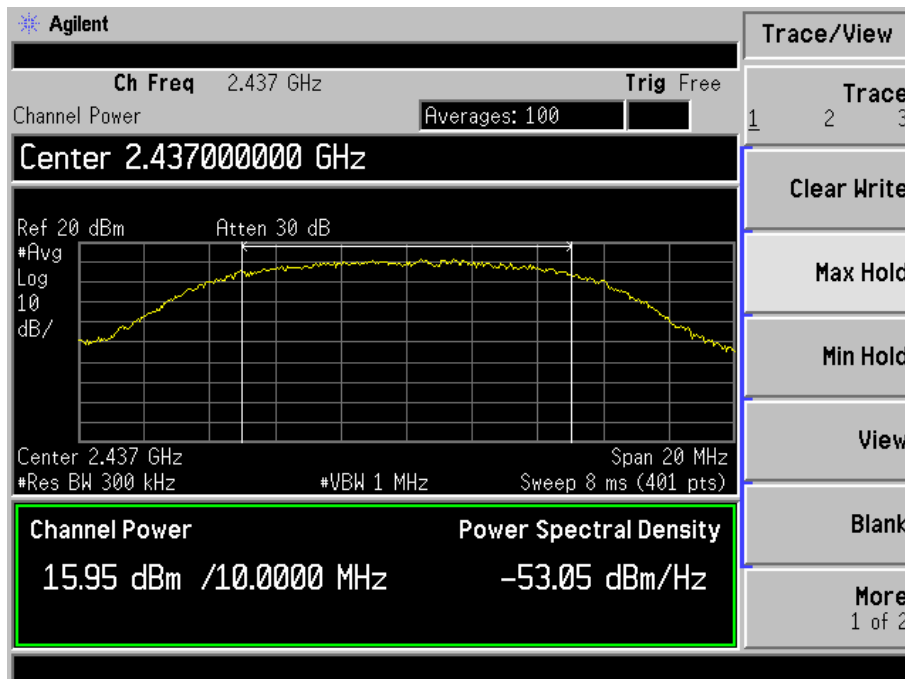 Agilent
Trace/View
Ch Freq 2.437 GHz Trig Free
Channel Power Averages: 100
Center 2.437000000 GHz
Ref 20 dBm Atten 30 dB
#Avg
Log
10
dB/
Center 2.437 GHz Span 20 MHz
#Res BW 300 kHz #VBW 1 MHz Sweep 8 ms (401 pts)
Channel Power Power Spectral Density
15.95 dBm /10.0000 MHz -53.05 dBm/Hz
Trace
1 2 3
Clear Write
Max Hold
Min Hold
View
Blank
More
1 of 2